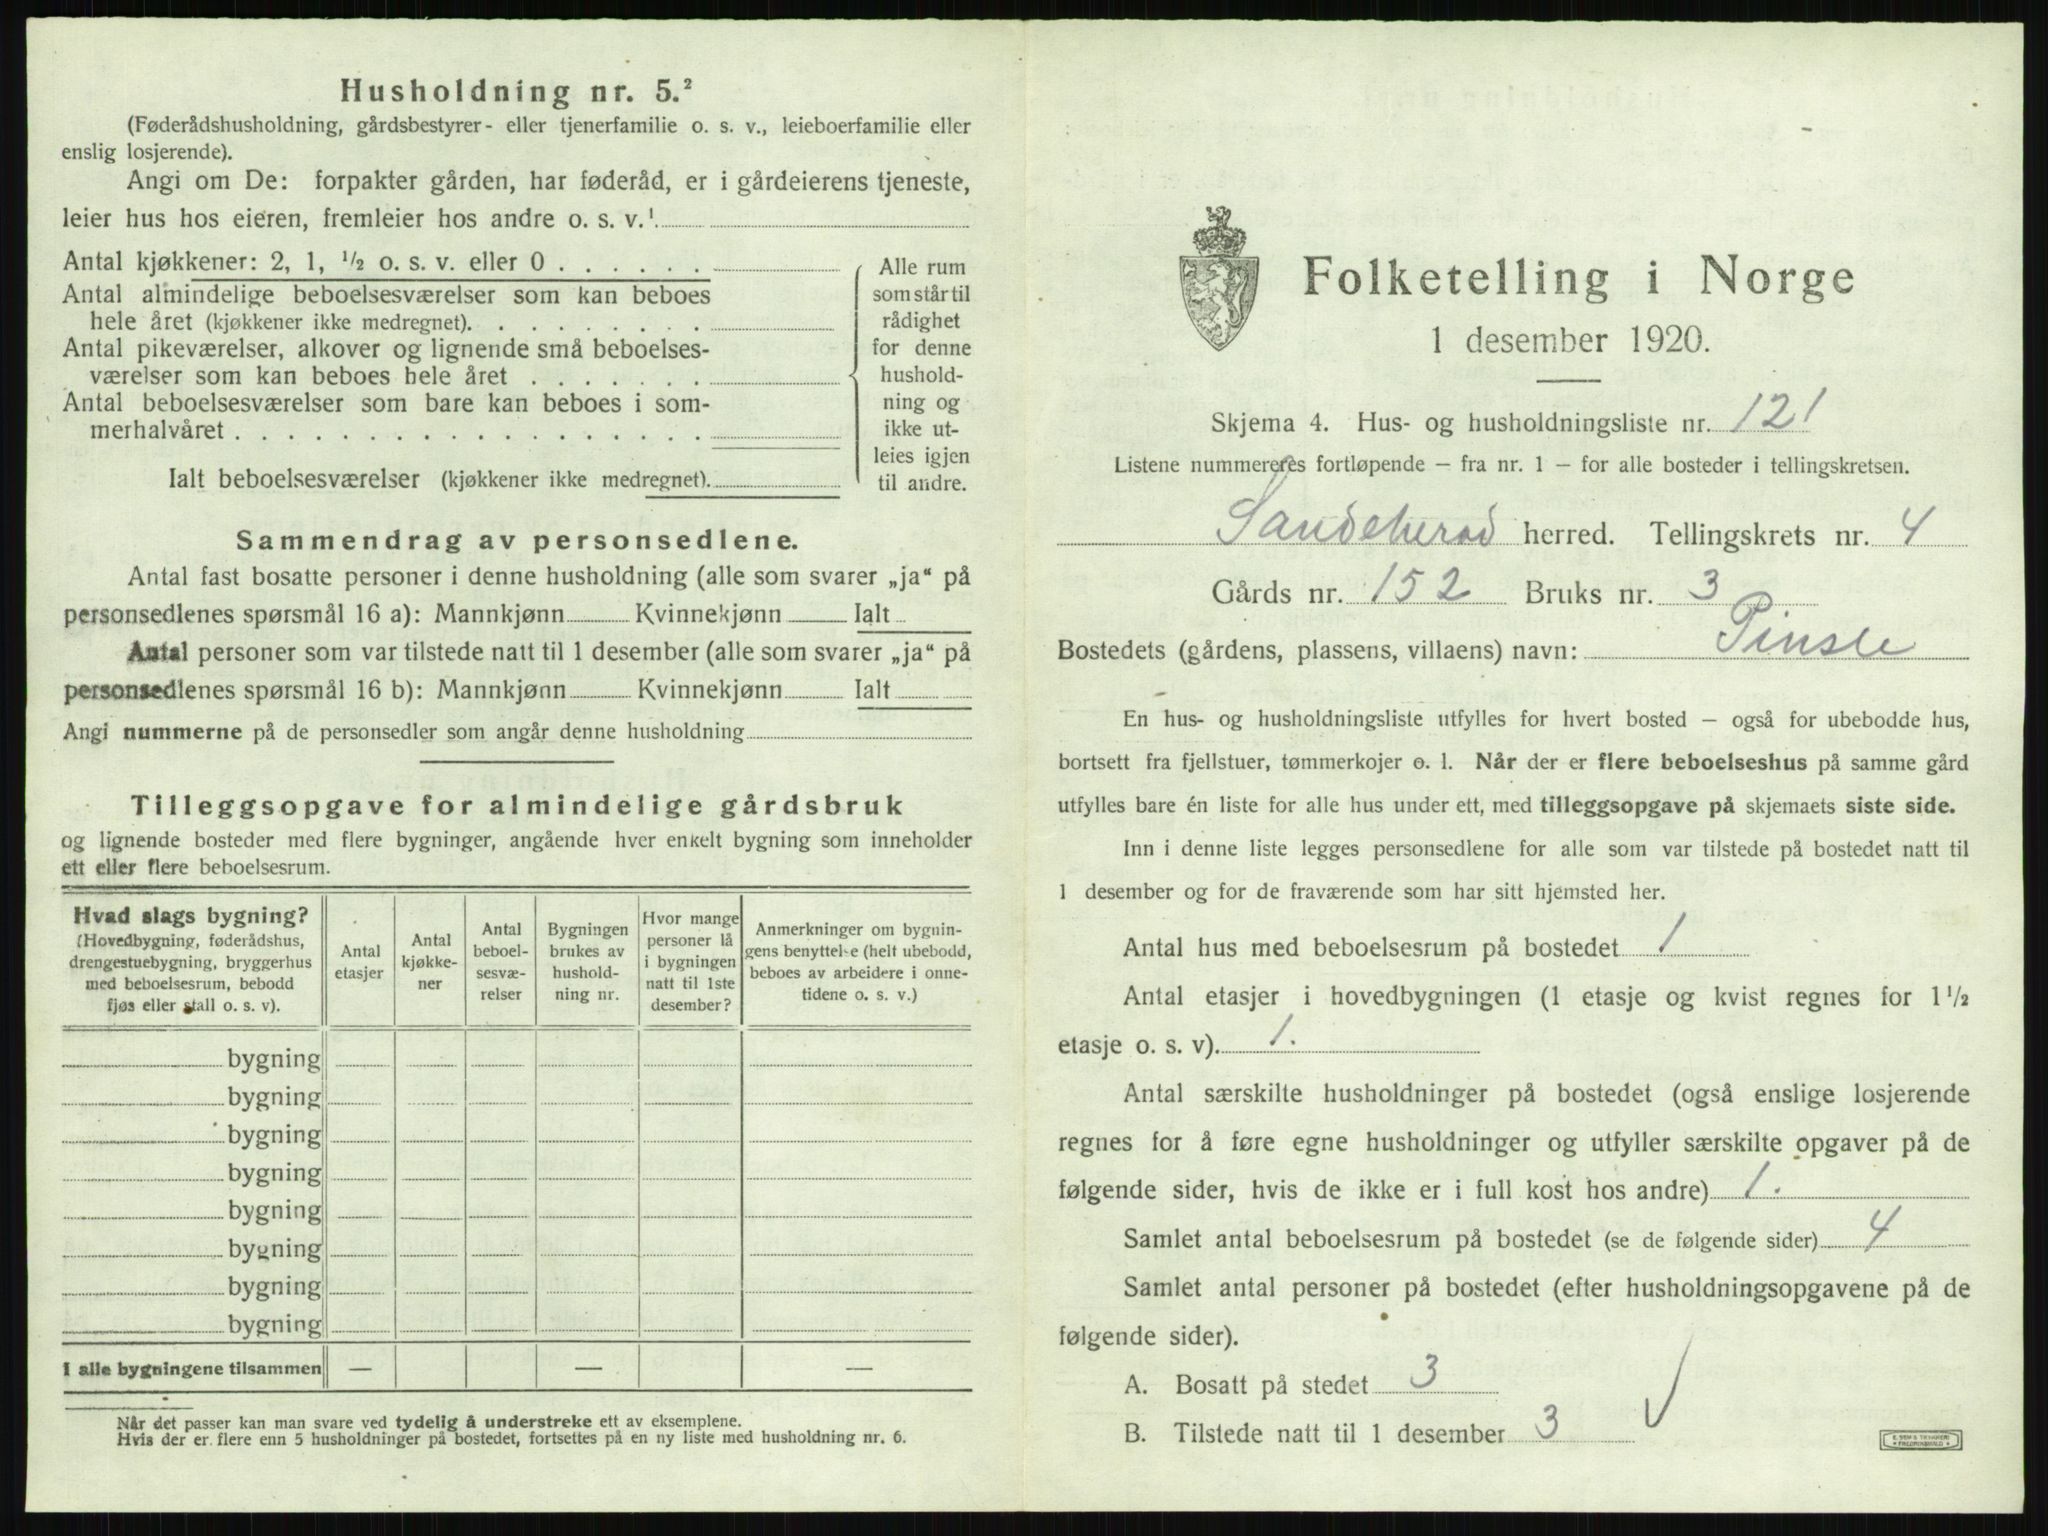 Husholdning nr. 5.²
(Føderådshusholdning, gårdsbestyrer- eller tjenerfamilie o. s. v., leieboerfamilie eller
enslig losjerende).
Angi om De: forpakter gården, har føderåd, er i gårdeierens tjeneste,
leier hus hos eieren, fremleier hos andre o. s. v.¹
Antal kjøkkener: 2, 1, ½ o. s. v. eller 0 . . . . . .
Antal almindelige beboelsesværelser som kan beboes
hele året (kjøkkener ikke medregnet). . . . . . . . .
Antal pikeværelser, alkover og lignende små beboelses-
værelser som kan beboes hele året . . . . . . .
Antal beboelsesværelser som bare kan beboes i som-
merhalvåret . . . . . . . . . . . . . . . . . .
Ialt beboelsesværelser (kjøkkener ikke medregnet).
Alle rum
som står til
rådighet
for denne
hushold-
ning og
ikke ut-
leies igjen
til andre.
Sammendrag av personsedlene.
Antal fast bosatte personer i denne husholdning (alle som svarer „ja“ på
personsedlenes spørsmål 16 a): Mannkjønn Kvinnekjønn Ialt
Antal personer som var tilstede natt til 1 desember (alle som svarer „ja“ på
personsedlenes spørsmål 16 b): Mannkjønn Kvinnekjønn Ialt
Angi nummerne på de personsedler som angår denne husholdning
Tilleggsopgave for almindelige gårdsbruk
og lignende bosteder med flere bygninger, angående hver enkelt bygning som inneholder
ett eller flere beboelsesrum.
Hvad slags bygning?
(Hovedbygning, føderådshus,
drengestuebygning, bryggerhus
med beboelsesrum, bebodd
fjøs eller stall o. s. v).
Antal
etasjer
Antal
kjøkke-
ner
Antal
beboel-
sesvæ-
relser
Bygningen
brukes av
hushold-
ning nr.
Hvor mange
personer lå
i bygningen
natt til 1ste
desember?
Anmerkninger om bygnin-
gens benyttelse (helt ubebodd,
beboes av arbeidere i onne-
tidene o. s. v.)
bygning
bygning
bygning
bygning
bygning
bygning
bygning
bygning
I alle bygningene tilsammen — — —
Når det passer kan man svare ved tydelig å understreke ett av eksemplene.
Hvis der er flere enn 5 husholdninger på bostedet, fortsettes på en ny liste med husholdning nr. 6.
Folketelling i Norge
1 desember 1920.
Skjema 4. Hus- og husholdningsliste nr. 121
Listene nummereres fortløpende – fra nr. 1 – for alle bosteder i tellingskretsen.
Sandeherad herred. Tellingskrets nr. 4
Gårds nr. 152 Bruks nr. 3
Bostedets (gårdens, plassens, villaens) navn: Pinsle
En hus- og husholdningsliste utfylles for hvert bosted – også for ubebodde hus,
bortsett fra fjellstuer, tømmerkojer o. l. Når der er flere beboelseshus på samme gård
utfylles bare én liste for alle hus under ett, med tilleggsopgave på skjemaets siste side.
Inn i denne liste legges personsedlene for alle som var tilstede på bostedet natt til
1 desember og for de fraværende som har sitt hjemsted her.
Antal hus med beboelsesrum på bostedet 1
Antal etasjer i hovedbygningen (1 etasje og kvist regnes for 1½
etasje o. s. v). 1.
Antal særskilte husholdninger på bostedet (også enslige losjerende
regnes for å føre egne husholdninger og utfyller særskilte opgaver på de
følgende sider, hvis de ikke er i full kost hos andre) 1.
Samlet antal beboelsesrum på bostedet (se de følgende sider) 4
Samlet antal personer på bostedet (efter husholdningsopgavene på de
følgende sider).
A. Bosatt på stedet 3
B. Tilstede natt til 1 desember 3